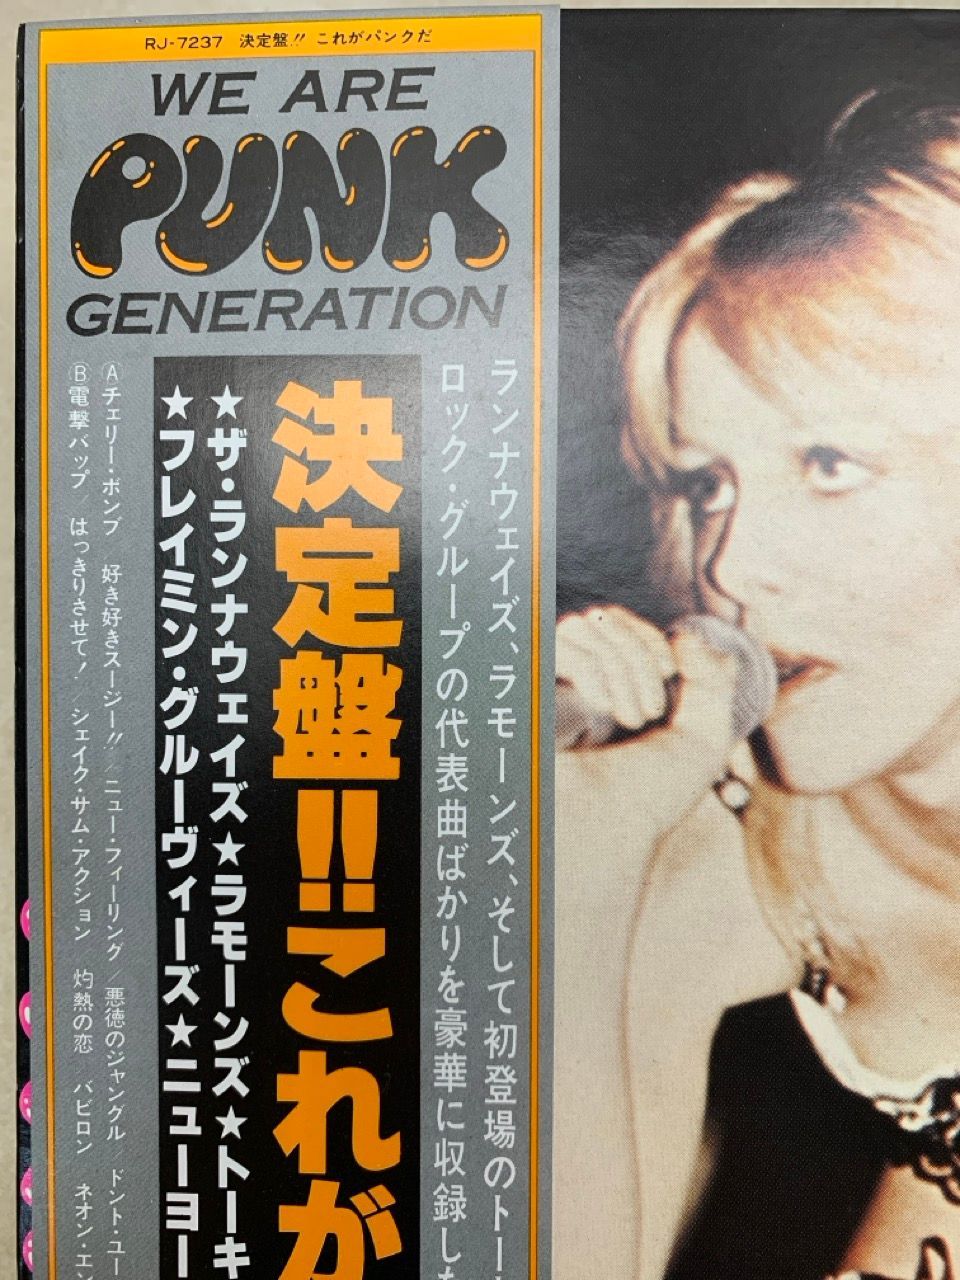 RJ-7237 決定盤!! これがパンクだ
WE ARE
PUNK
GENERATION
ランナウェイズ、ラモーンズ、そして初登場のトー
ロック・グループの代表曲ばかりを豪華に収録した
決定盤!!これが
★ザ・ランナウェイズ★ラモーンズ★トーキ
★フレイミン・グルーヴィーズ★ニューヨー
Ⓐチェリー・ボンブ 好き好きスージー!!／ニュー・フィーリング／悪徳のジャングル／ドント・ユー
Ⓑ電撃バップ／はっきりさせて！ シェイク・サム・アクション 灼熱の恋／バビロン ネオン・エン